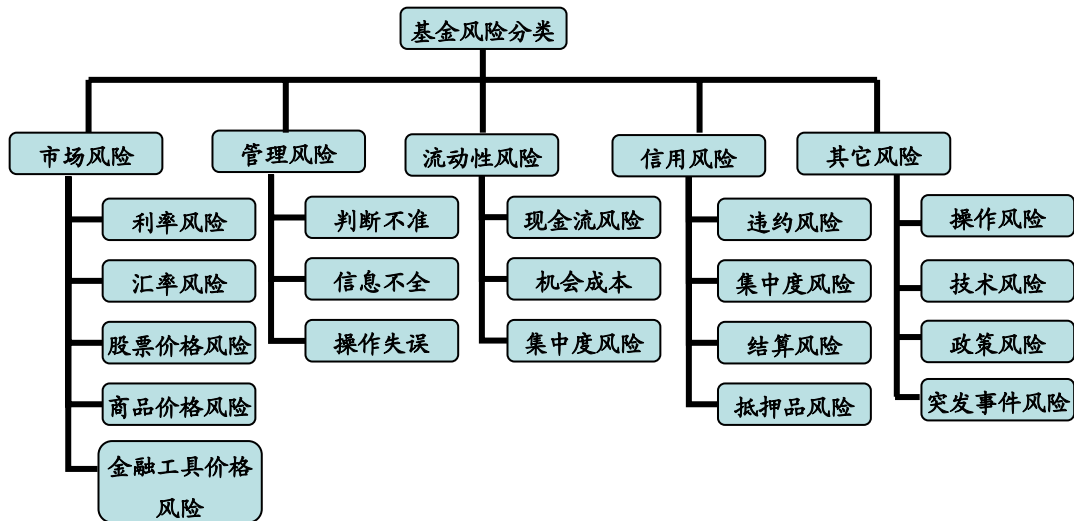 基金风险分类
市场风险
管理风险
流动性风险
信用风险
其它风险
利率风险
汇率风险
股票价格风险
商品价格风险
金融工具价格
风险
判断不准
信息不全
操作失误
现金流风险
机会成本
集中度风险
违约风险
集中度风险
结算风险
抵押品风险
操作风险
技术风险
政策风险
突发事件风险